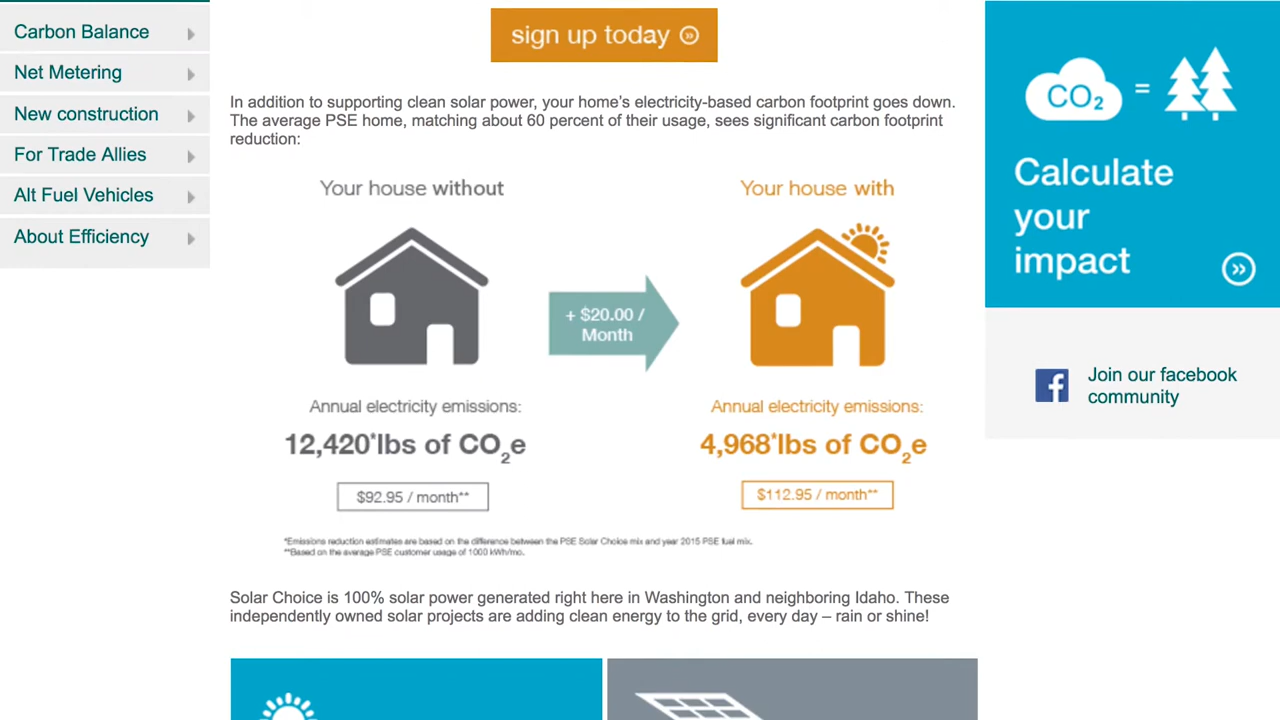 Carbon Balance
Net Metering
New construction
For Trade Allies
Alt Fuel Vehicles
About Efficiency
sign up today
In addition to supporting clean solar power, your home’s electricity-based carbon footprint goes down.
The average PSE home, matching about 60 percent of their usage, sees significant carbon footprint
reduction:
Your house without
Your house with
+ $20.00 /
Month
Annual electricity emissions:
12,420*lbs of CO2e
$92.95 / month**
Annual electricity emissions:
4,968*lbs of CO2e
$112.95 / month**
*Emissions reduction estimates are based on the difference between the PSE Solar Choice mix and year 2015 PSE fuel mix.
**Based on the average PSE customer usage of 1000 kWh/mo.
Solar Choice is 100% solar power generated right here in Washington and neighboring Idaho. These
independently owned solar projects are adding clean energy to the grid, every day – rain or shine!
CO2 =
Calculate
your
impact
f
Join our facebook
community